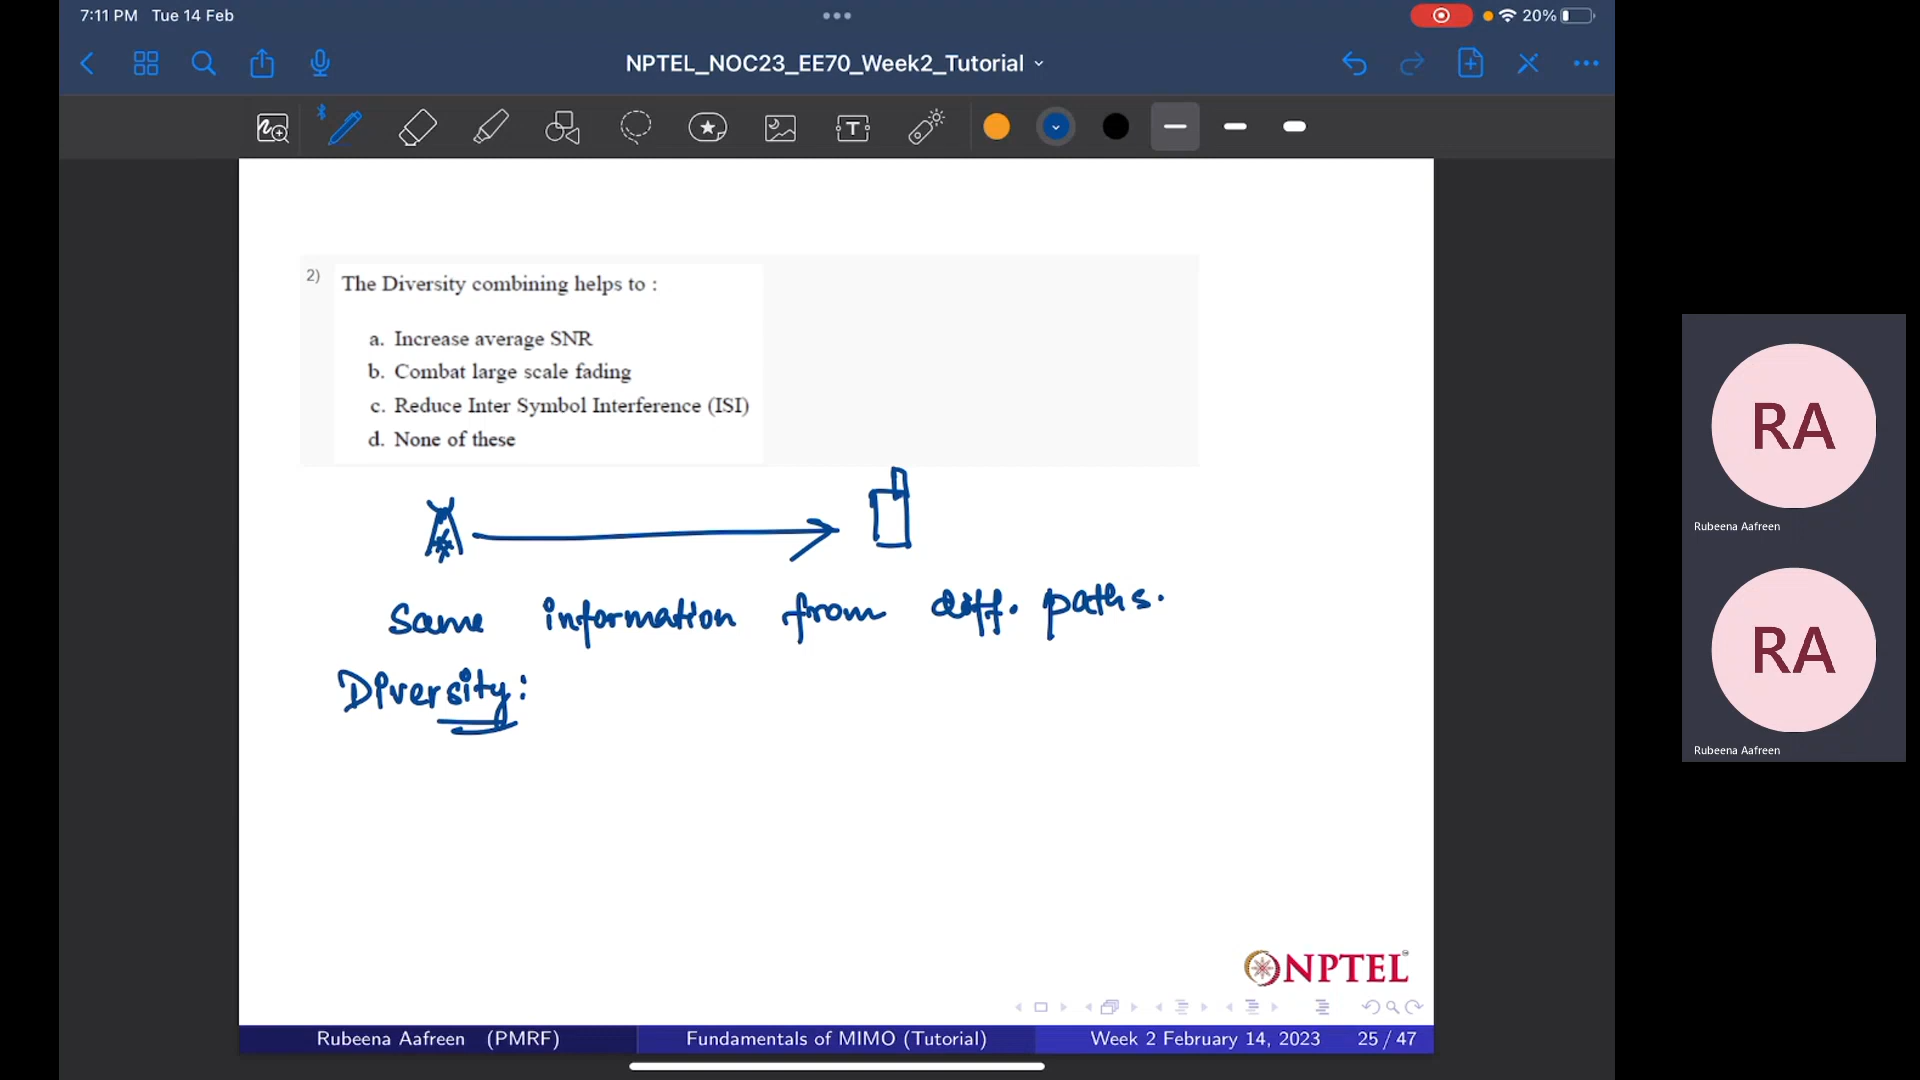 7:11 PM Tue 14 Feb
20%
NPTEL_NOC23_EE70_Week2_Tutorial
2)
The Diversity combining helps to :
a. Increase average SNR
b. Combat large scale fading
c. Reduce Inter Symbol Interference (ISI)
d. None of these
Same information from diff. paths.
Diversity:
RA
Rubeena Aafreen
RA
Rubeena Aafreen
NPTEL
Rubeena Aafreen (PMRF) Fundamentals of MIMO (Tutorial) Week 2 February 14, 2023 25 / 47